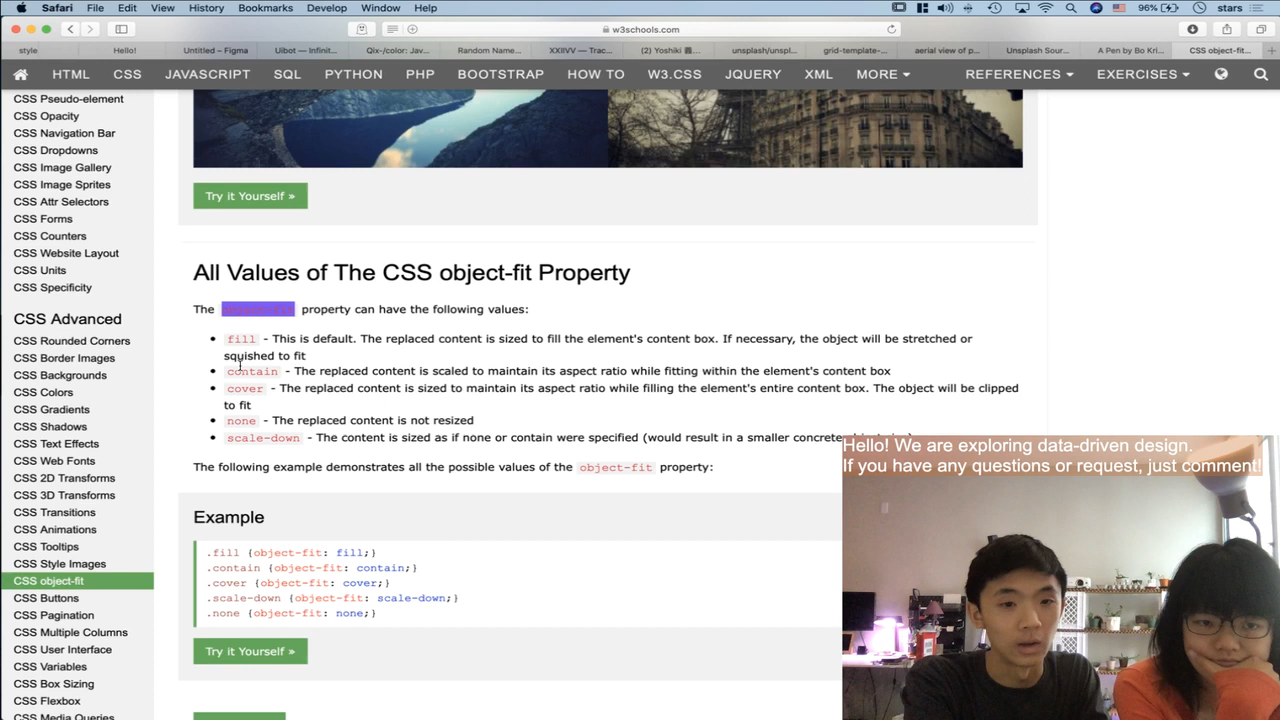 Safari File Edit View History Bookmarks Develop Window Help 96% stars
w3schools.com
style Hello! Untitled – Figma Uibot — Infinit... Qix-/color: Jav... Random Name... XXIIVV — Trac... (2) Yoshiki unsplash/unspl... grid-template-... aerial view of p... Unsplash Sour... A Pen by Bo Kri... CSS object-fit...
HTML CSS JAVASCRIPT SQL PYTHON PHP BOOTSTRAP HOW TO W3.CSS JQUERY XML MORE REFERENCES EXERCISES
CSS Pseudo-element
CSS Opacity
CSS Navigation Bar
CSS Dropdowns
CSS Image Gallery
CSS Image Sprites
CSS Attr Selectors
CSS Forms
CSS Counters
CSS Website Layout
CSS Units
CSS Specificity
CSS Advanced
CSS Rounded Corners
CSS Border Images
CSS Backgrounds
CSS Colors
CSS Gradients
CSS Shadows
CSS Text Effects
CSS Web Fonts
CSS 2D Transforms
CSS 3D Transforms
CSS Transitions
CSS Animations
CSS Tooltips
CSS Style Images
CSS object-fit
CSS Buttons
CSS Pagination
CSS Multiple Columns
CSS User Interface
CSS Variables
CSS Box Sizing
CSS Flexbox
CSS Media Queries
Try it Yourself »
All Values of The CSS object-fit Property
The object-fit property can have the following values:
• fill - This is default. The replaced content is sized to fill the element's content box. If necessary, the object will be stretched or
squished to fit
• contain - The replaced content is scaled to maintain its aspect ratio while fitting within the element's content box
• cover - The replaced content is sized to maintain its aspect ratio while filling the element's entire content box. The object will be clipped
to fit
• none - The replaced content is not resized
• scale-down - The content is sized as if none or contain were specified (would result in a smaller concrete
The following example demonstrates all the possible values of the object-fit property:
Example
.fill {object-fit: fill;}
.contain {object-fit: contain;}
.cover {object-fit: cover;}
.scale-down {object-fit: scale-down;}
.none {object-fit: none;}
Try it Yourself »
Hello! We are exploring data-driven design.
If you have any questions or request, just comment!